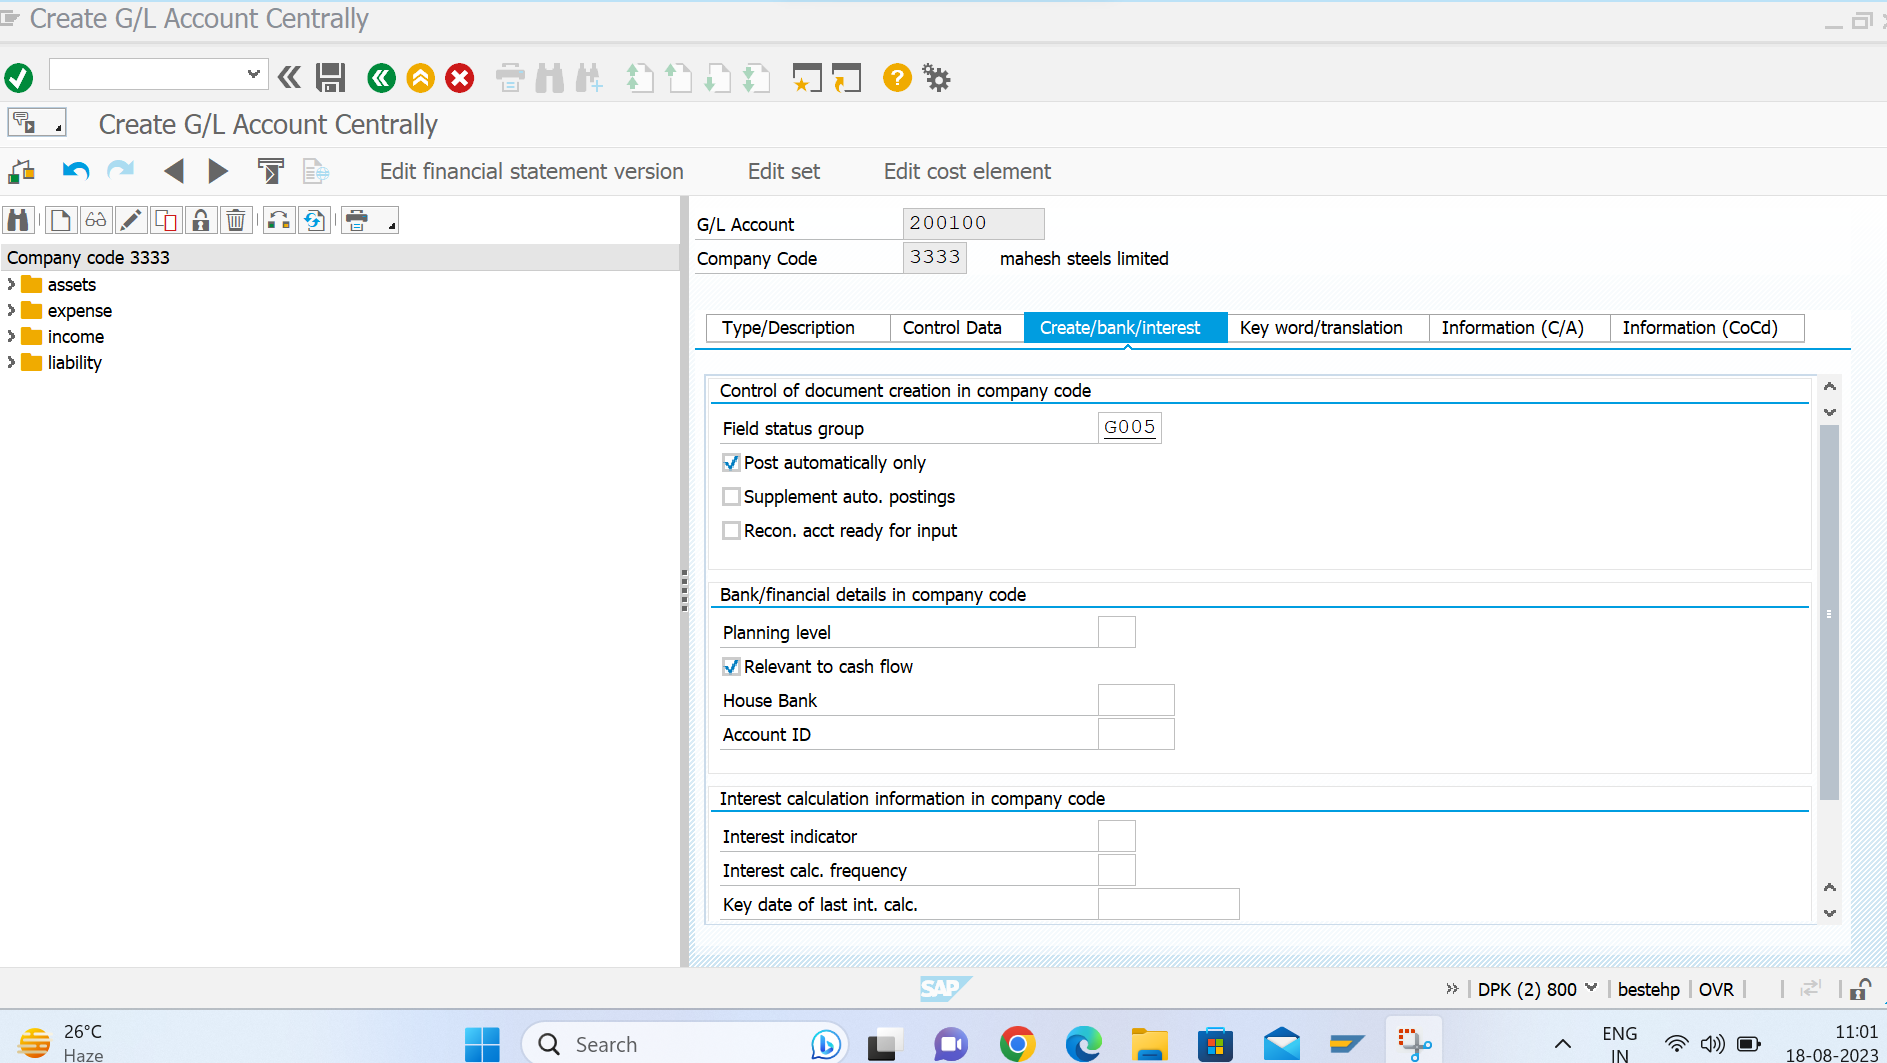 Create G/L Account Centrally
Create G/L Account Centrally
Edit financial statement version Edit set Edit cost element
Company code 3333
assets
expense
income
liability
G/L Account 200100
Company Code 3333 mahesh steels limited
Type/Description Control Data Create/bank/interest Key word/translation Information (C/A) Information (CoCd)
Control of document creation in company code
Field status group G005
Post automatically only
Supplement auto. postings
Recon. acct ready for input
Bank/financial details in company code
Planning level
Relevant to cash flow
House Bank
Account ID
Interest calculation information in company code
Interest indicator
Interest calc. frequency
Key date of last int. calc.
SAP
DPK (2) 800 bestehp OVR
26°C
Haze
Search
ENG
IN
11:01
18-08-2023